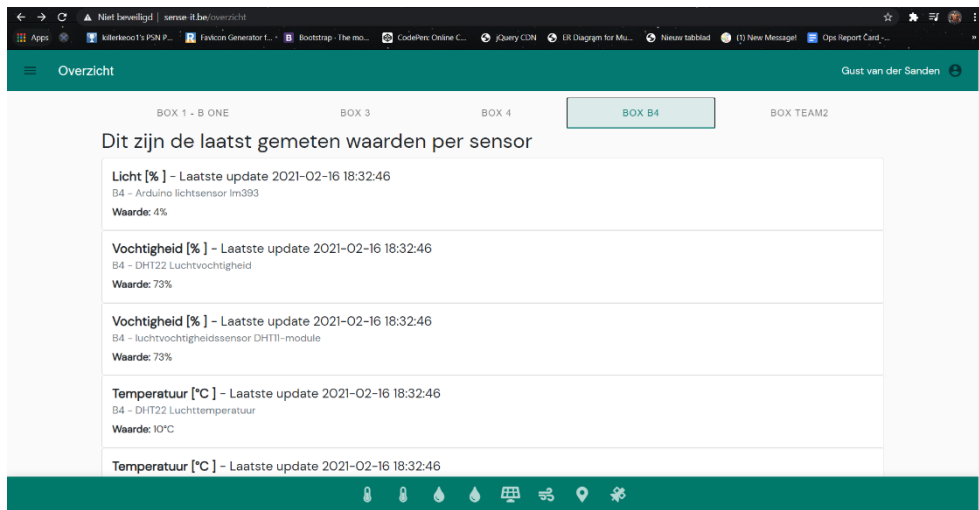 Niet beveiligd | sense-it.be/overzicht
Apps killerkeoo1's PSN P... Favicon Generator f... - Bootstrap · The mo... CodePen: Online C... jQuery CDN ER Diagram for Mu... Nieuw tabblad (1) New Message! Ops Report Card -... »
Overzicht Gust van der Sanden
BOX 1 - B ONE BOX 3 BOX 4 BOX B4 BOX TEAM2
Dit zijn de laatst gemeten waarden per sensor
Licht [% ] - Laatste update 2021-02-16 18:32:46
B4 - Arduino lichtsensor lm393
Waarde: 4%
Vochtigheid [% ] - Laatste update 2021-02-16 18:32:46
B4 - DHT22 Luchtvochtigheid
Waarde: 73%
Vochtigheid [% ] - Laatste update 2021-02-16 18:32:46
B4 - luchtvochtigheidssensor DHT11-module
Waarde: 73%
Temperatuur [°C ] - Laatste update 2021-02-16 18:32:46
B4 - DHT22 Luchttemperatuur
Waarde: 10°C
Temperatuur [°C ] - Laatste update 2021-02-16 18:32:46